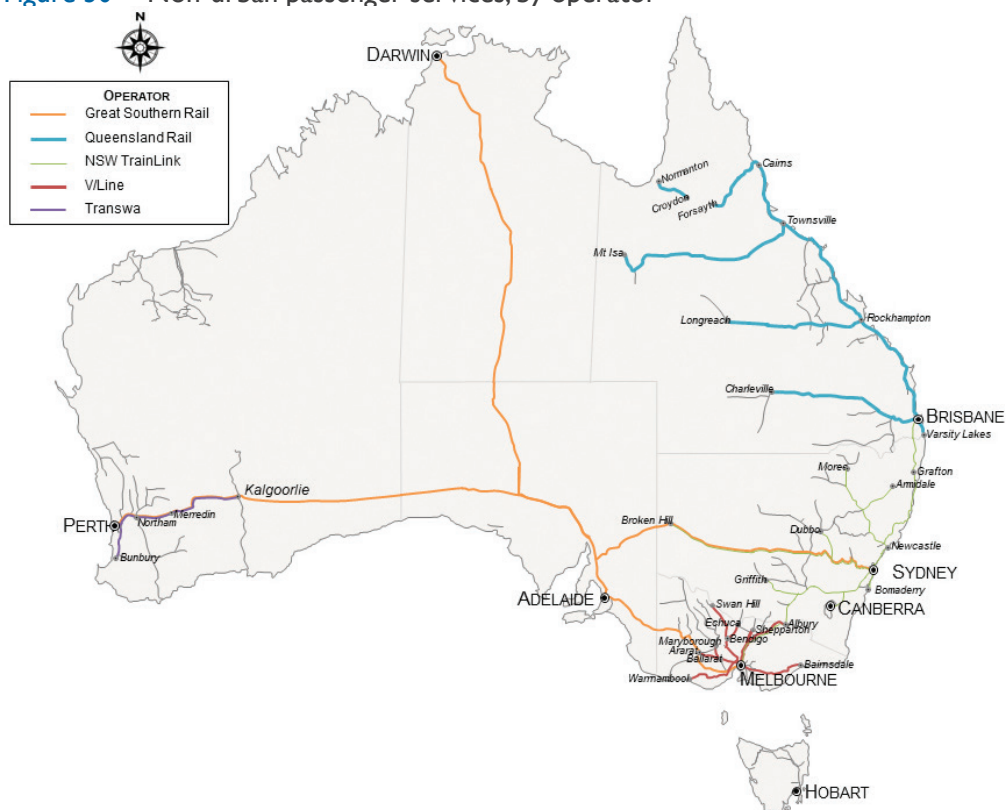 N
DARWIN
OPERATOR
Great Southern Rail
Queensland Rail
NSW TrainLink
V/Line
Transwa
Normanton
Cairns
Croydon
Forsayth
Townsville
Mt Isa
Longreach
Rockhampton
Charleville
BRISBANE
Varsity Lakes
Moree
Grafton
Armidale
Kalgoorlie
Merredin
Northam
PERTH
Bunbury
Broken Hill
Dubbo
Newcastle
SYDNEY
Griffith
Bomaderry
ADELAIDE
CANBERRA
Swan Hill
Echuca
Albury
Shepparton
Maryborough
Bendigo
Ararat
Ballarat
Warrnambool
Bairnsdale
MELBOURNE
HOBART